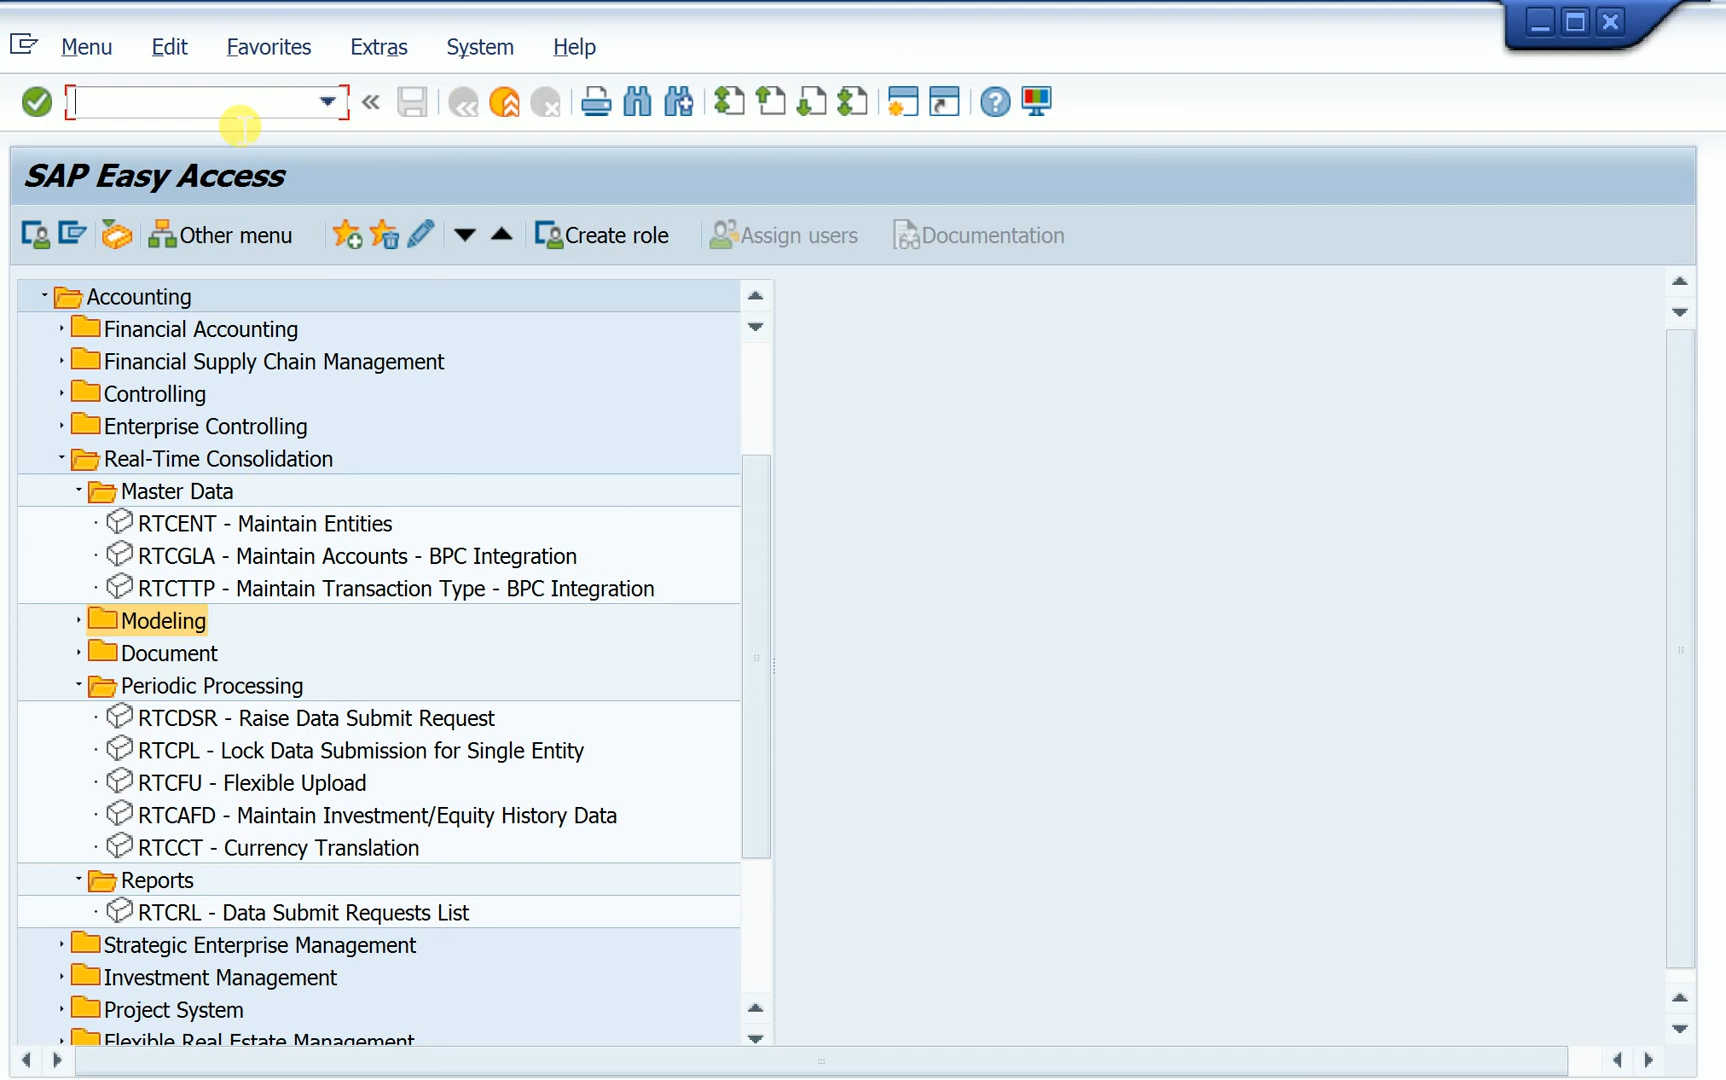 Menu Edit Favorites Extras System Help
SAP Easy Access
Other menu Create role Assign users Documentation
Accounting
Financial Accounting
Financial Supply Chain Management
Controlling
Enterprise Controlling
Real-Time Consolidation
Master Data
RTCENT - Maintain Entities
RTCGLA - Maintain Accounts - BPC Integration
RTCTTP - Maintain Transaction Type - BPC Integration
Modeling
Document
Periodic Processing
RTCDSR - Raise Data Submit Request
RTCPL - Lock Data Submission for Single Entity
RTCFU - Flexible Upload
RTCAFD - Maintain Investment/Equity History Data
RTCCT - Currency Translation
Reports
RTCRL - Data Submit Requests List
Strategic Enterprise Management
Investment Management
Project System
Flexible Real Estate Management